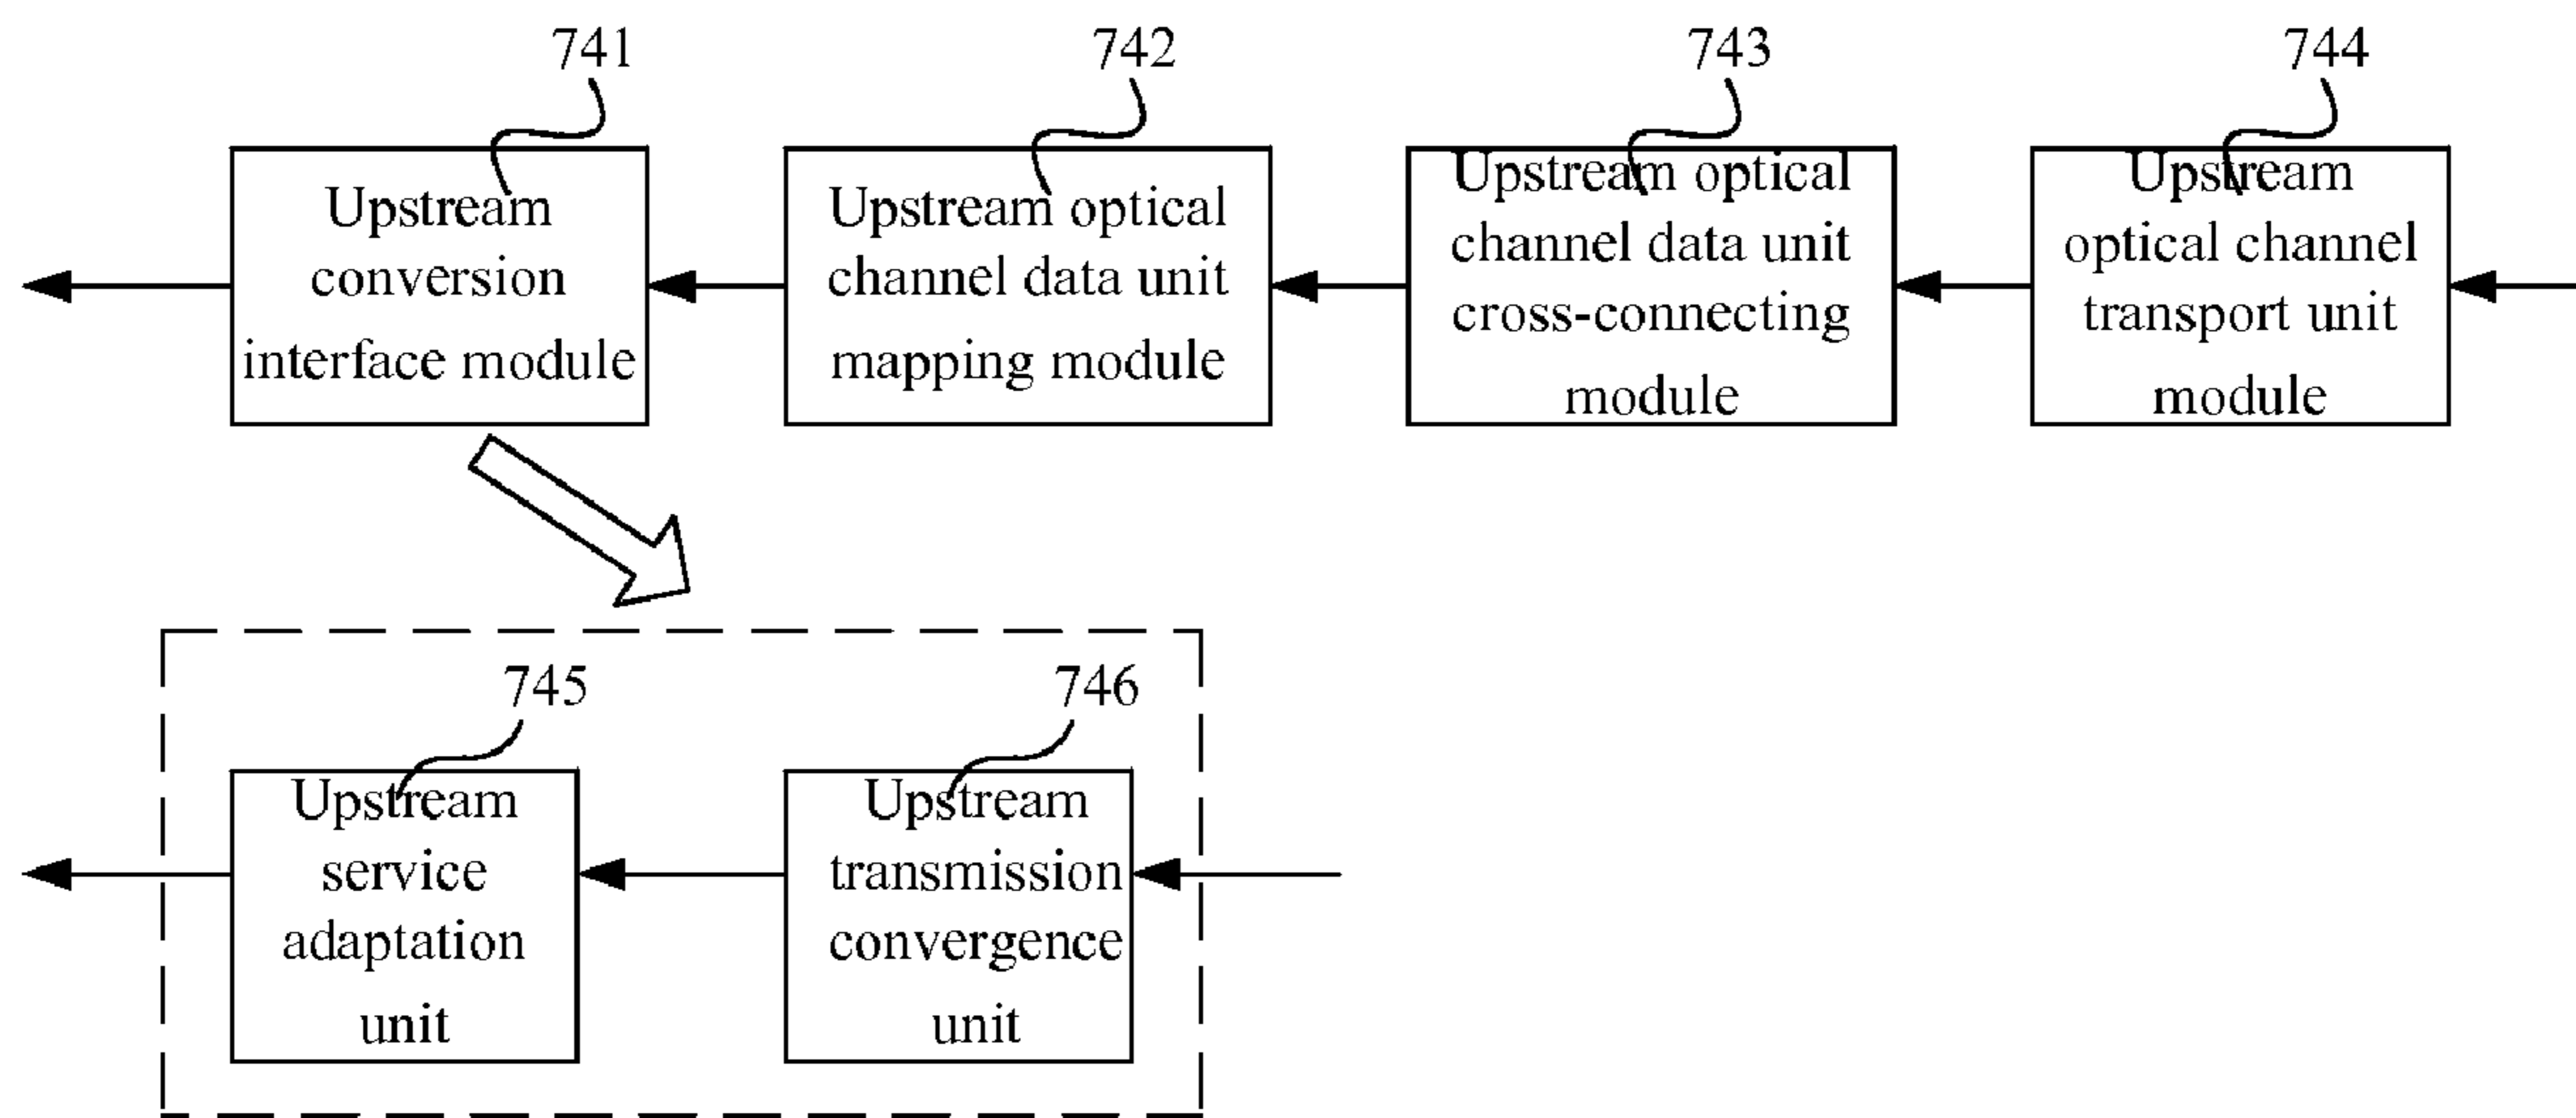 741
742
743
744
Upstream
conversion
interface module
Upstream optical
channel data unit
mapping module
Upstream optical
channel data unit
cross-connecting
module
Upstream
optical channel
transport unit
module
745
746
Upstream
service
adaptation
unit
Upstream
transmission
convergence
unit